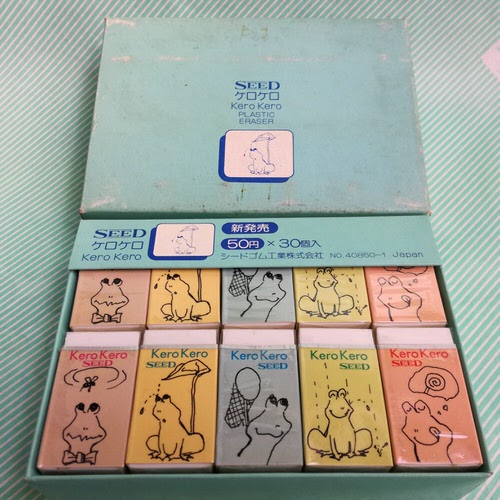 SEED
ケロケロ
Kero Kero
PLASTIC
ERASER
SEED
ケロケロ
Kero Kero
新発売
50円 × 30個入
シードゴム工業株式会社 NO.40850-1 Japan
Kero Kero
SEED
Kero Kero
SEED
Kero Kero
SEED
Kero Kero
SEED
Kero Kero
SEED